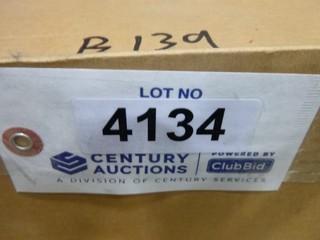 B139
LOT NO
4134
CENTURY AUCTIONS
POWERED BY
ClubBid
A DIVISION OF CENTURY SERVICES